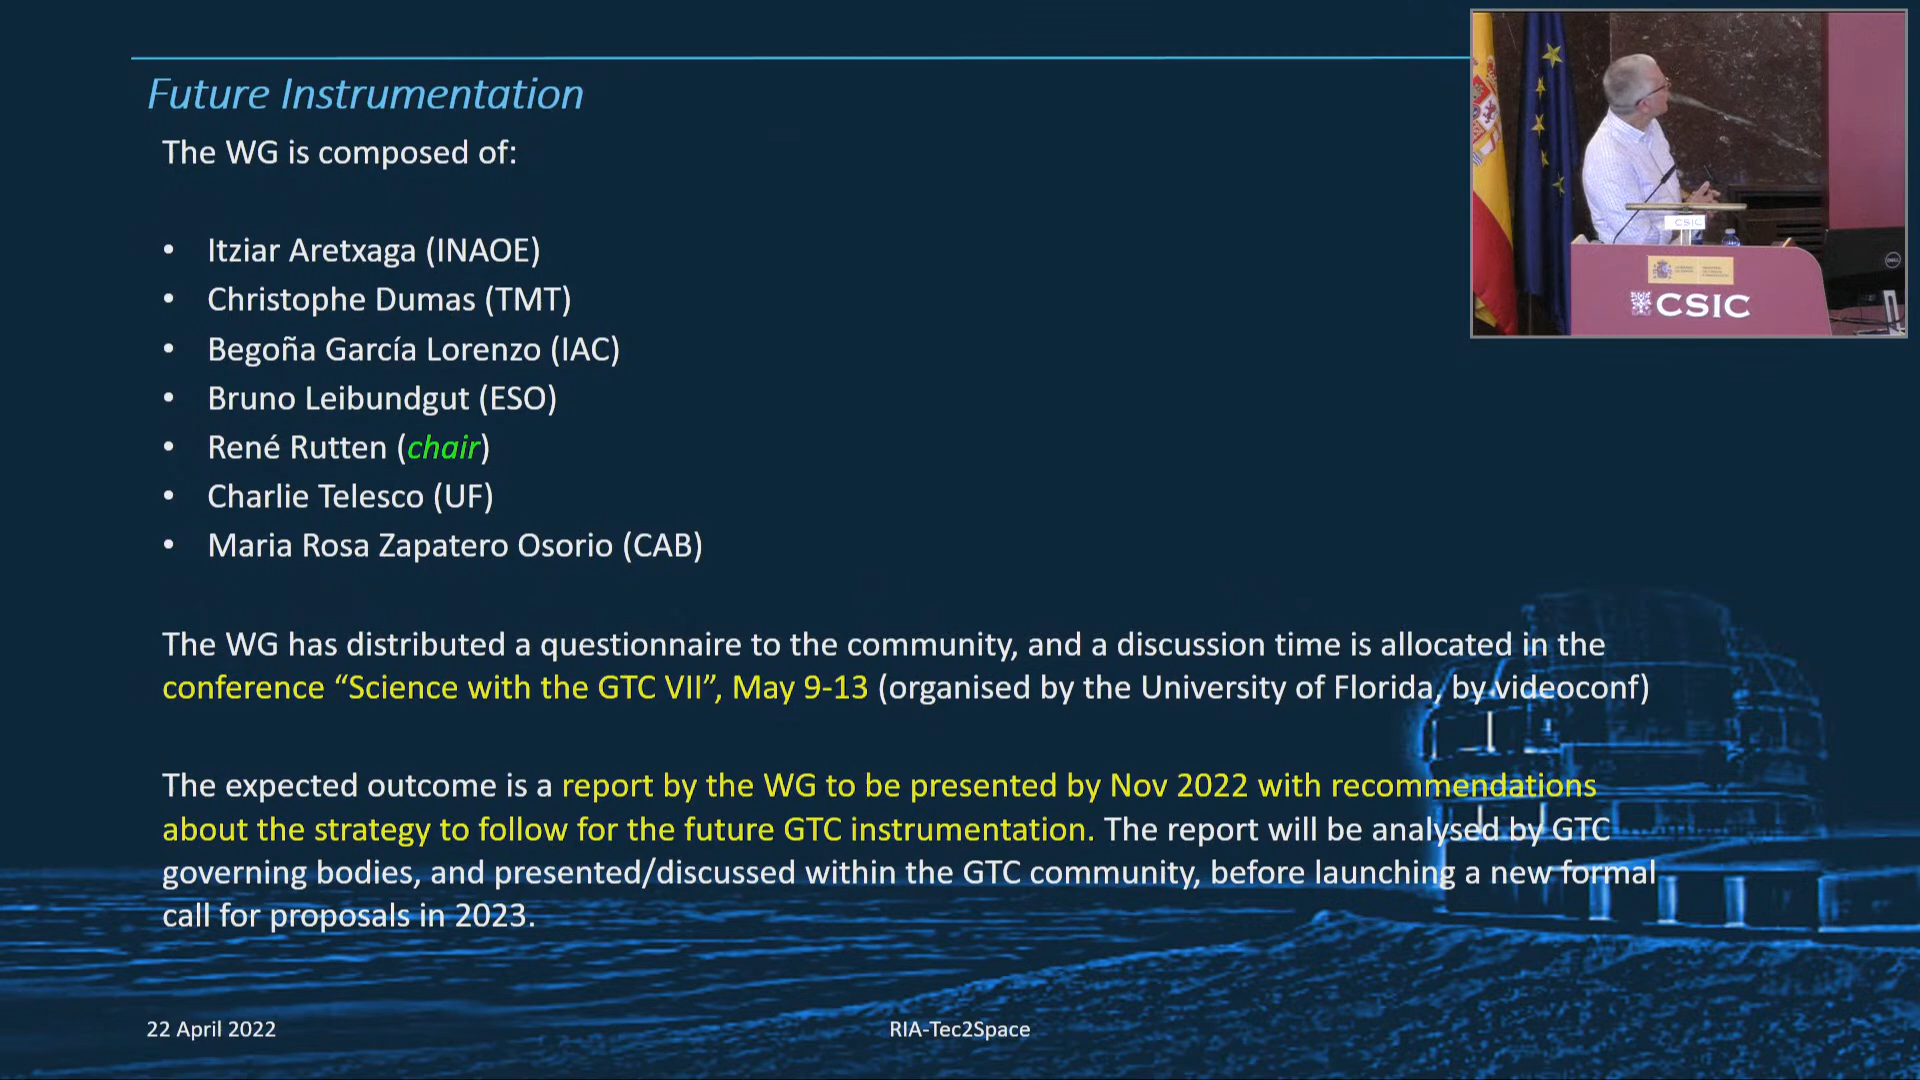 Future Instrumentation
The WG is composed of:
• Itziar Aretxaga (INAOE)
• Christophe Dumas (TMT)
• Begoña García Lorenzo (IAC)
• Bruno Leibundgut (ESO)
• René Rutten (chair)
• Charlie Telesco (UF)
• Maria Rosa Zapatero Osorio (CAB)
The WG has distributed a questionnaire to the community, and a discussion time is allocated in the
conference “Science with the GTC VII”, May 9-13 (organised by the University of Florida, by videoconf)
The expected outcome is a report by the WG to be presented by Nov 2022 with recommendations
about the strategy to follow for the future GTC instrumentation. The report will be analysed by GTC
governing bodies, and presented/discussed within the GTC community, before launching a new formal
call for proposals in 2023.
22 April 2022
RIA-Tec2Space
CSIC
CSIC
DELL